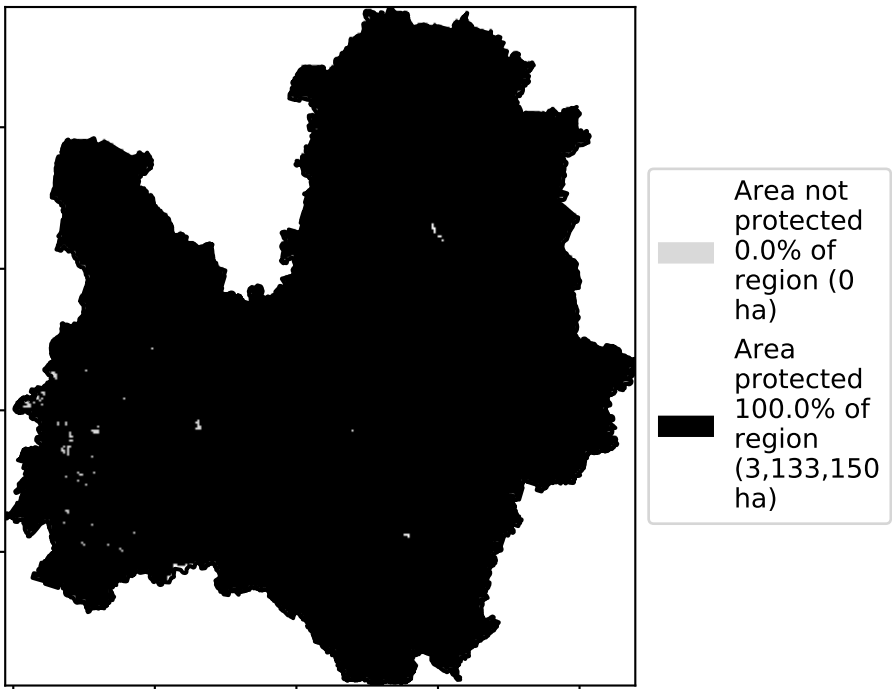 Area not
protected
0.0% of
region (0
ha)
Area
protected
100.0% of
region
(3,133,150
ha)